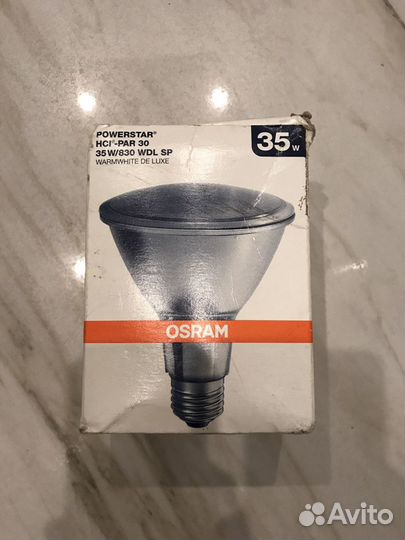 POWERSTAR®
HCI®-PAR 30
35W/830 WDL SP
WARMWHITE DE LUXE
35W
OSRAM
Avito